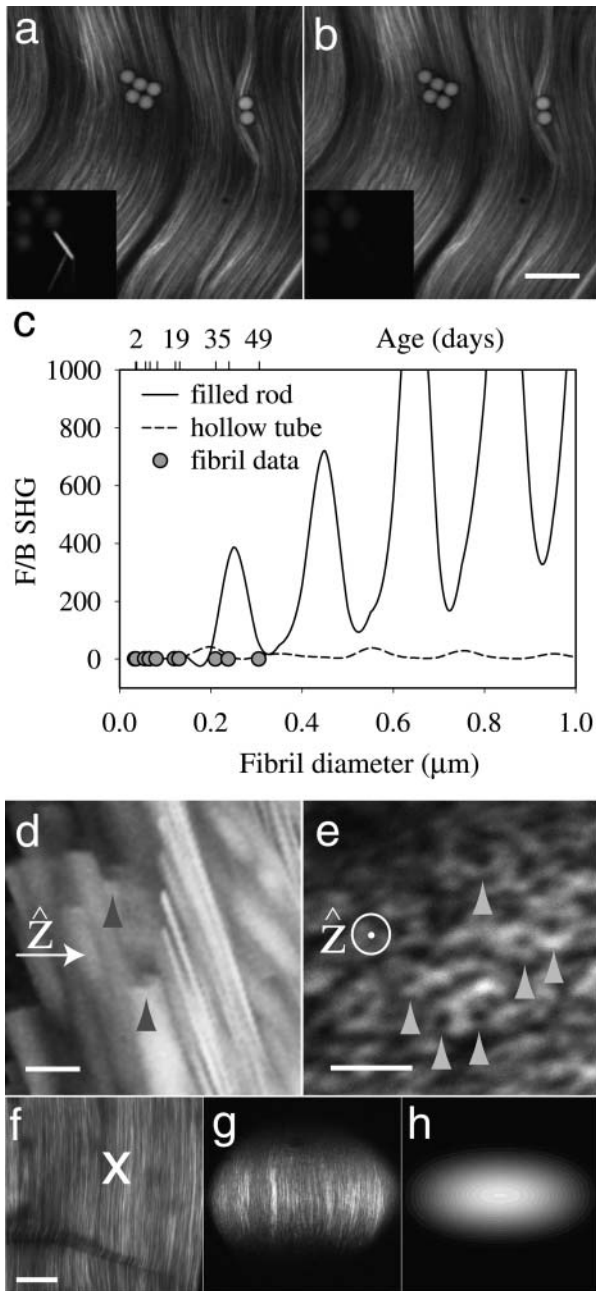 a
b
c
2 19 35 49 Age (days)
1000
800
600
400
200
0
F/B SHG
filled rod
hollow tube
fibril data
0.0 0.2 0.4 0.6 0.8 1.0
Fibril diameter (μm)
d
ẑ
e
ẑ
f
X
g
h